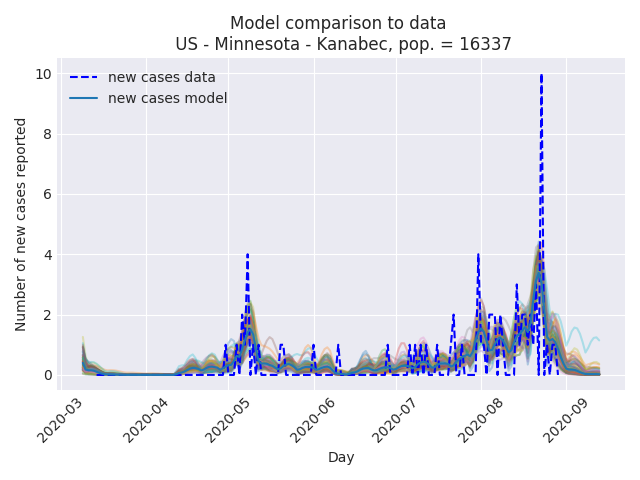 Model comparison to data
US - Minnesota - Kanabec, pop. = 16337
new cases data
new cases model
Number of new cases reported
10
8
6
4
2
0
2020-03
2020-04
2020-05
2020-06
2020-07
2020-08
2020-09
Day